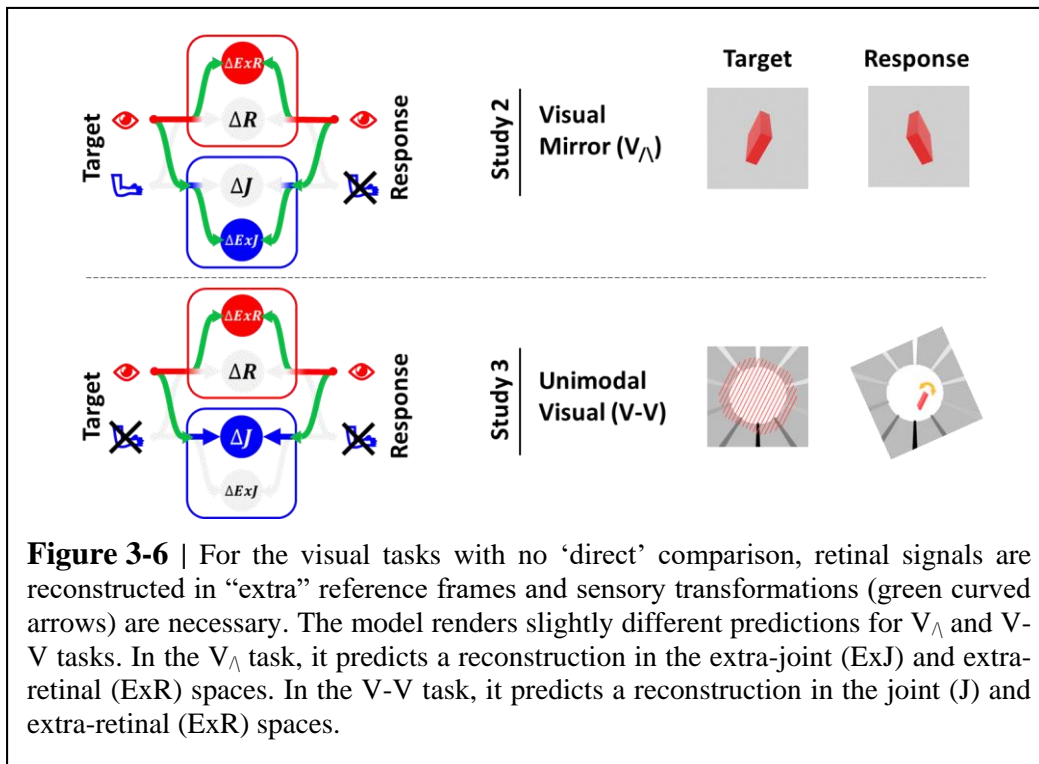 Target
Response
ΔExR
ΔR
ΔJ
ΔExJ
Study 2
Visual
Mirror (V/\)
Target
Response
Target
Response
ΔExR
ΔR
ΔJ
ΔExJ
Study 3
Unimodal
Visual (V-V)
Figure 3-6 | For the visual tasks with no ‘direct’ comparison, retinal signals are
reconstructed in “extra” reference frames and sensory transformations (green curved
arrows) are necessary. The model renders slightly different predictions for V/\ and V-
V tasks. In the V/\ task, it predicts a reconstruction in the extra-joint (ExJ) and extra-
retinal (ExR) spaces. In the V-V task, it predicts a reconstruction in the joint (J) and
extra-retinal (ExR) spaces.